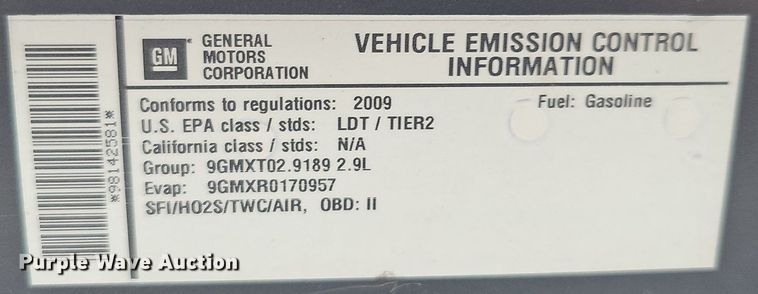 GM
GENERAL
MOTORS
CORPORATION
VEHICLE EMISSION CONTROL
INFORMATION
Conforms to regulations: 2009
Fuel: Gasoline
U.S. EPA class / stds: LDT / TIER2
California class / stds: N/A
Group: 9GMXT02.9189 2.9L
Evap: 9GMXR0170957
SFI/HO2S/TWC/AIR, OBD: II
*98142581*
Purple Wave Auction